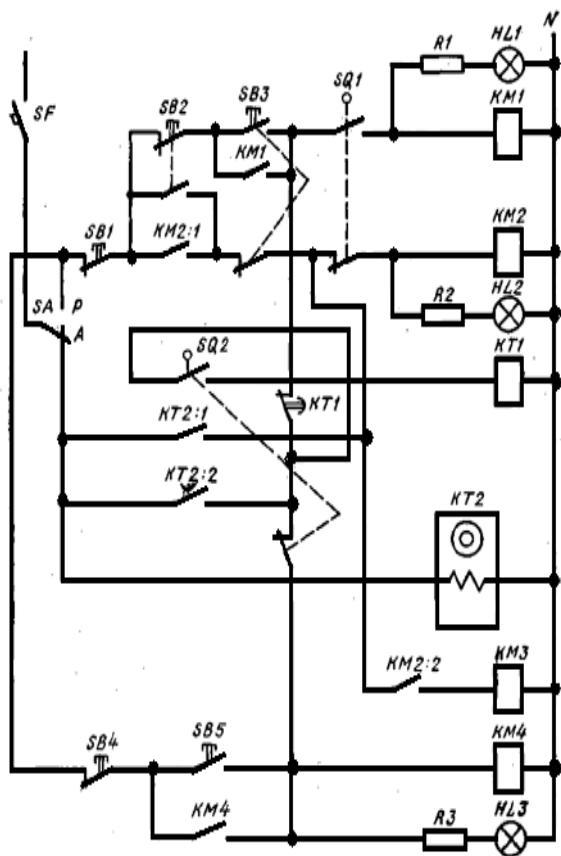 N
HL1
R1
SB2
SB3
SQ1
KM1
SF
KM1
KM2
SB1
KM2:1
SA
P
A
R2
HL2
SQ2
KT1
KT1
KT2:1
KT2:2
KT2
KM2:2
KM3
SB4
SB5
KM4
KM4
R3
HL3